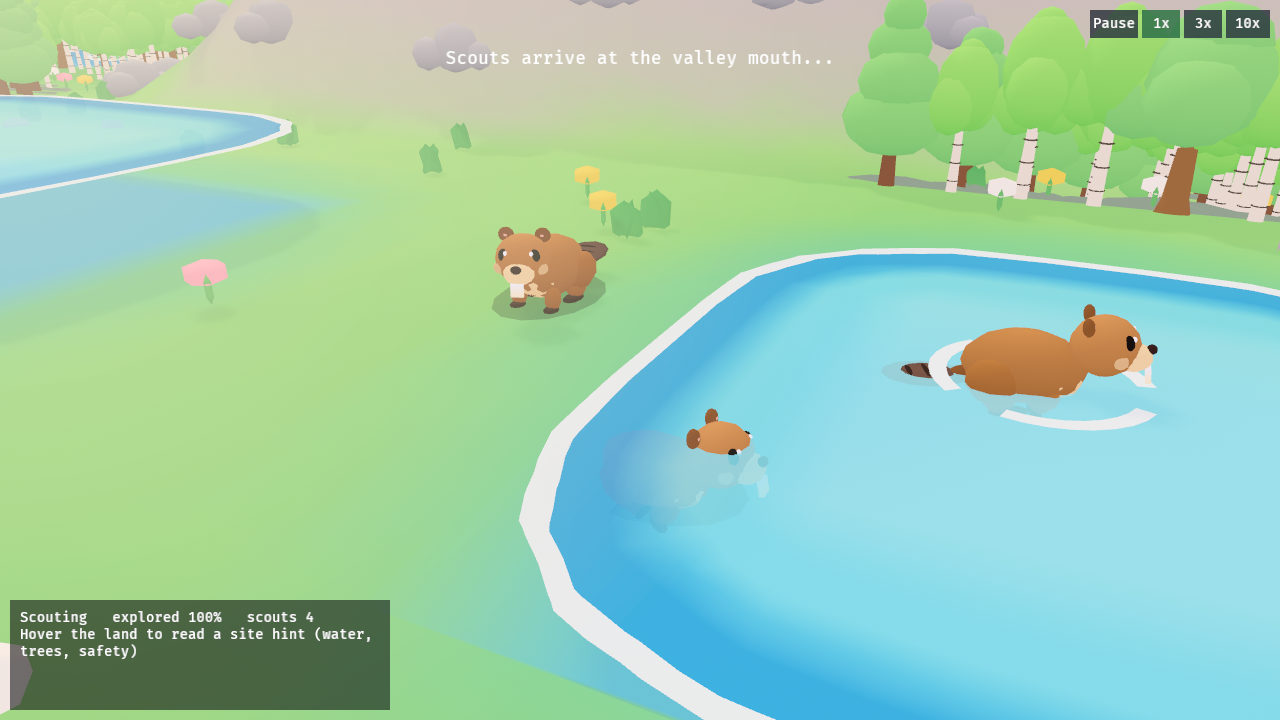 Pause 1x 3x 10x
Scouts arrive at the valley mouth...
Scouting explored 100% scouts 4
Hover the land to read a site hint (water,
trees, safety)